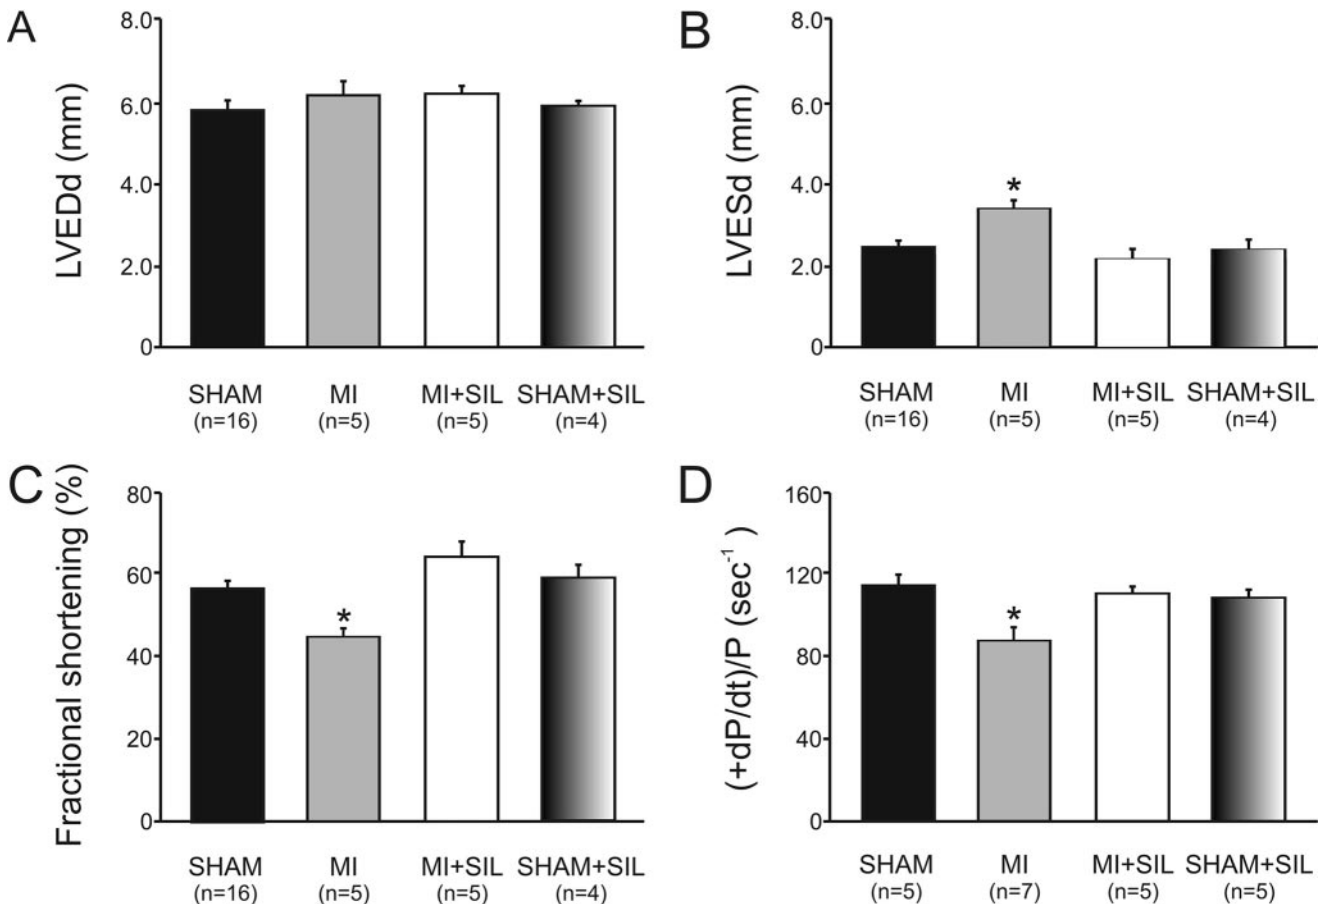 A
LVEDd (mm)
8.0
6.0
4.0
2.0
0
SHAM MI MI+SIL SHAM+SIL
(n=16) (n=5) (n=5) (n=4)
B
LVESd (mm)
8.0
6.0
4.0
2.0
0
*
SHAM MI MI+SIL SHAM+SIL
(n=16) (n=5) (n=5) (n=4)
C
Fractional shortening (%)
80
60
40
20
0
*
SHAM MI MI+SIL SHAM+SIL
(n=16) (n=5) (n=5) (n=4)
D
(+dP/dt)/P (sec⁻¹ )
160
120
80
40
0
*
SHAM MI MI+SIL SHAM+SIL
(n=5) (n=7) (n=5) (n=5)